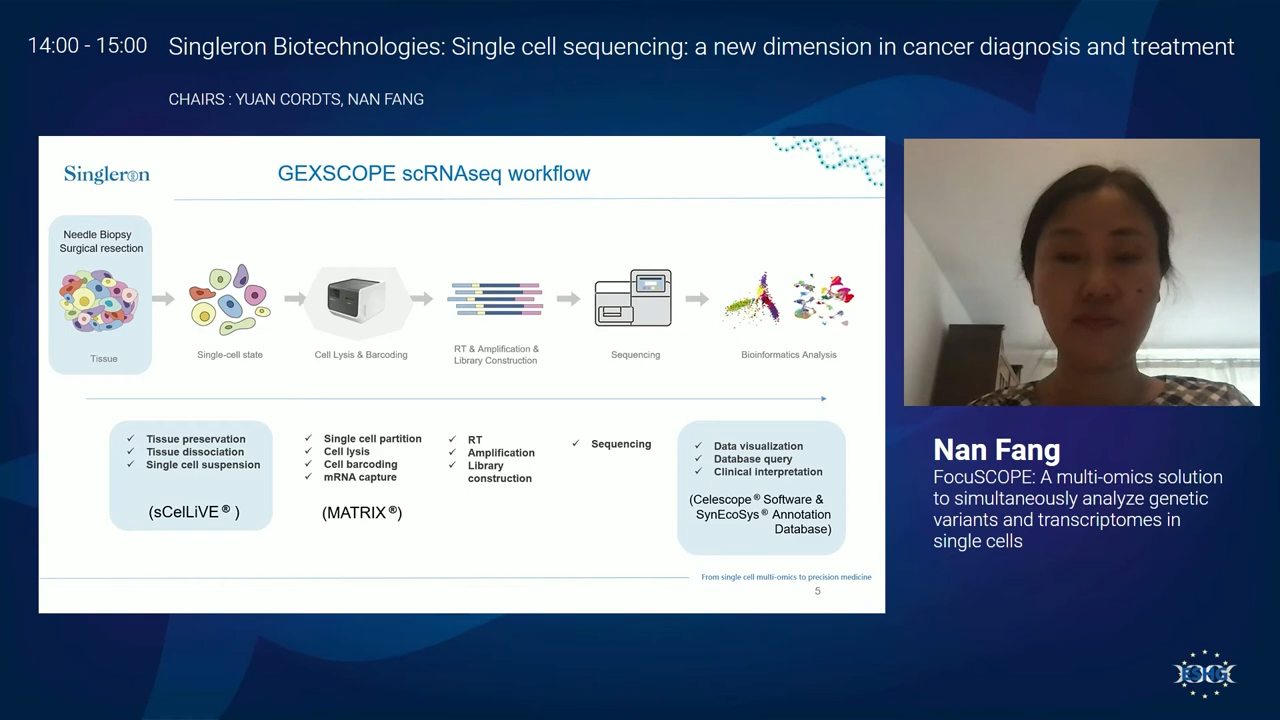 14:00 - 15:00
Singleron Biotechnologies: Single cell sequencing: a new dimension in cancer diagnosis and treatment
CHAIRS : YUAN CORDTS, NAN FANG
Singleron
GEXSCOPE scRNAseq workflow
Needle Biopsy
Surgical resection
Tissue
Single-cell state
Cell Lysis & Barcoding
RT & Amplification &
Library Construction
Sequencing
Bioinformatics Analysis
✓ Tissue preservation
✓ Tissue dissociation
✓ Single cell suspension
(sCelLiVE® )
✓ Single cell partition
✓ Cell lysis
✓ Cell barcoding
✓ mRNA capture
(MATRIX®)
✓ RT
✓ Amplification
✓ Library
construction
✓ Sequencing
✓ Data visualization
✓ Database query
✓ Clinical interpretation
(Celescope® Software &
SynEcoSys® Annotation
Database)
From single cell multi-omics to precision medicine
5
Nan Fang
FocuSCOPE: A multi-omics solution
to simultaneously analyze genetic
variants and transcriptomes in
single cells
ESHG